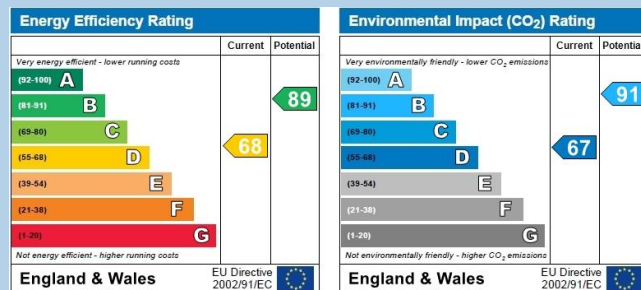 Energy Efficiency Rating
Current Potential
Very energy efficient - lower running costs
(92-100) A
(81-91) B
89
(69-80) C
(55-68) D
68
(39-54) E
(21-38) F
(1-20) G
Not energy efficient - higher running costs
England & Wales
EU Directive
2002/91/EC
Environmental Impact (CO₂) Rating
Current Potential
Very environmentally friendly - lower CO₂ emissions
(92-100) A
(81-91) B
91
(69-80) C
(55-68) D
67
(39-54) E
(21-38) F
(1-20) G
Not environmentally friendly - higher CO₂ emissions
England & Wales
EU Directive
2002/91/EC